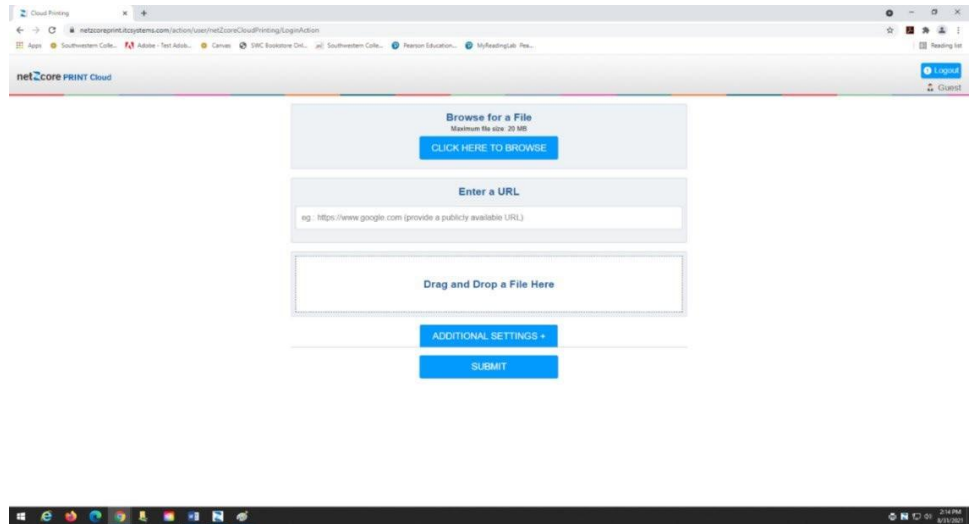 Cloud Printing
netzcoreprint.itcsystems.com/action/user/netZcoreCloudPrinting/LoginAction
Apps Southwestern Colle... Adobe - Test Adob... Canvas SWC Bookstore Onl... Southwestern Colle... Pearson Education... MyReadingLab Pea... Reading list
netZcore PRINT Cloud
Logout
Guest
Browse for a File
Maximum file size: 20 MB
CLICK HERE TO BROWSE
Enter a URL
eg : https://www.google.com (provide a publicly available URL)
Drag and Drop a File Here
ADDITIONAL SETTINGS +
SUBMIT
2:14 PM
8/31/2021